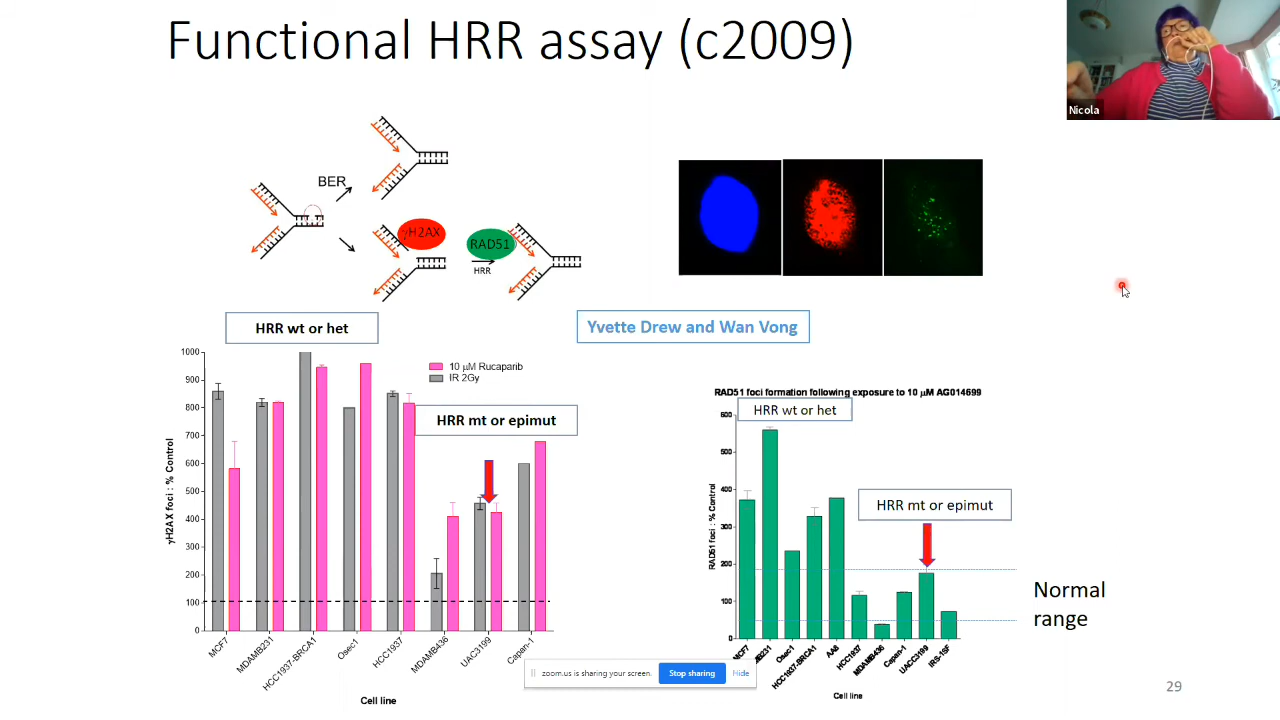 Functional HRR assay (c2009)
Nicola
BER
γH2AX
RAD51
HRR
HRR wt or het
Yvette Drew and Wan Vong
1000
900
800
700
600
500
400
300
200
100
0
γH2AX foci : % Control
10 μM Rucaparib
IR 2Gy
HRR mt or epimut
MCF7
MDAMB231
HCC1937-BRCA1
Osec1
HCC1937
MDAMB436
UAC3199
Capan-1
Cell line
RAD51 foci formation following exposure to 10 μM AG014699
HRR wt or het
600
500
400
300
200
100
0
RAD51 foci : % Control
HRR mt or epimut
MCF7
MB231
Osec1
HCC1937-BRCA1
AA8
HCC1937
MDAMB436
Capan-1
UACC3199
IRS-1SF
Cell line
Normal
range
zoom.us is sharing your screen.
Stop sharing
Hide
29